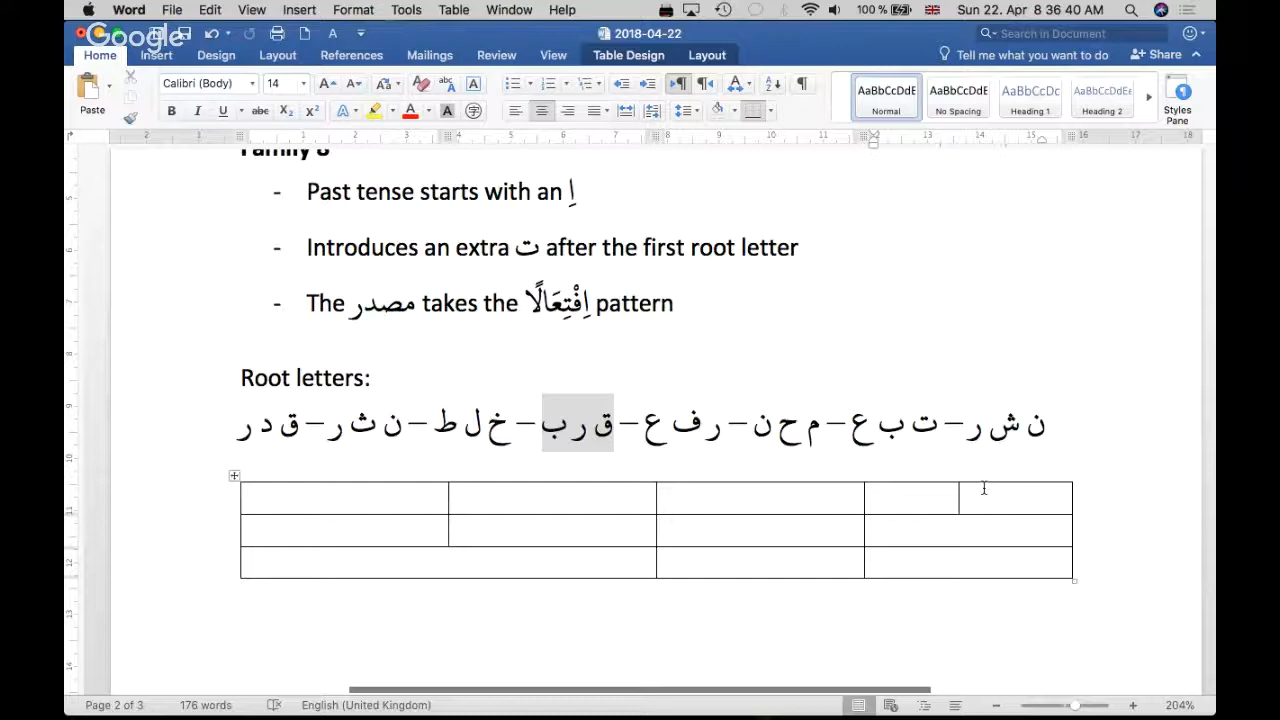 Word File Edit View Insert Format Tools Table Window Help 100 % Sun 22. Apr 8 36 40 AM
Google
2018-04-22
Search in Document
Home Insert Design Layout References Mailings Review View Table Design Layout Tell me what you want to do Share
Paste
Calibri (Body) 14
AaBbCcDdE AaBbCcDdE AaBbCcDc AaBbCcDdE
Normal No Spacing Heading 1 Heading 2
Styles Pane
Family 8
- Past tense starts with an اِ
- Introduces an extra ت after the first root letter
- The مصدر takes the اِفْتِعَالًا pattern
Root letters:
ن ش ر – ت ب ع – م ح ن – ر ف ع – ق ر ب – خ ل ط – ن ث ر – ق د ر
Page 2 of 3 176 words English (United Kingdom) 204%